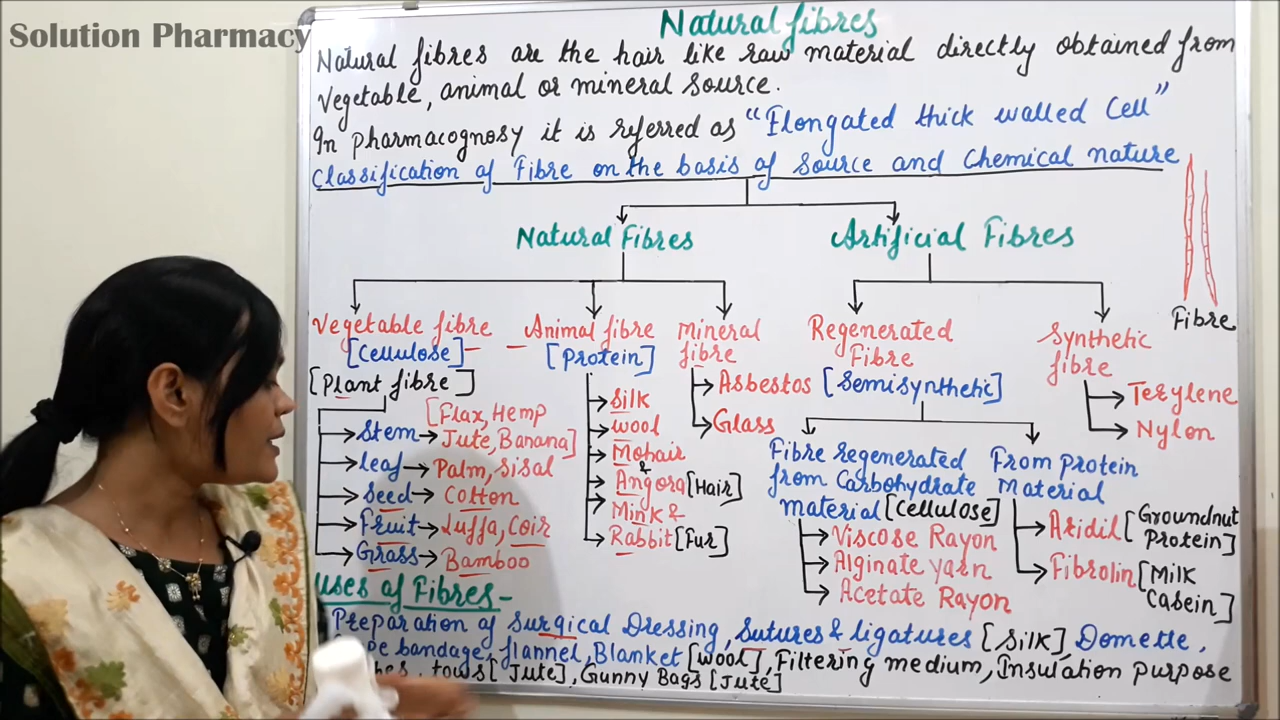 Solution Pharmacy
Natural fibres
Natural fibres are the hair like raw material directly obtained from
Vegetable, animal or mineral source.
In pharmacognosy it is referred as "Elongated thick walled Cell"
Classification of Fibre on the basis of Source and Chemical nature
Natural Fibres
Artificial Fibres
Vegetable fibre
[Cellulose]
[Plant fibre]
Stem → [Flax, Hemp
Jute, Banana]
Leaf → Palm, Sisal
Seed → Cotton
Fruit → Luffa, Coir
Grass → Bamboo
Animal fibre
[Protein]
Silk
wool
Mohair
&
Angora [Hair]
Mink &
Rabbit [Fur]
Mineral
fibre
Asbestos
Glass
Regenerated
Fibre
[Semisynthetic]
Fibre regenerated
from Carbohydrate
material [Cellulose]
Viscose Rayon
Alginate yarn
Acetate Rayon
From protein
Material
Aridil [Groundnut
Protein]
Fibrolin [Milk
Casein]
Synthetic
fibre
Terylene
Nylon
Fibre
Uses of Fibres -
Preparation of Surgical Dressing, Sutures & ligatures [Silk], Domette,
bandage, flannel, Blanket [wool], Filtering medium, Insulation purpose
tows [Jute], Gunny Bags [Jute]